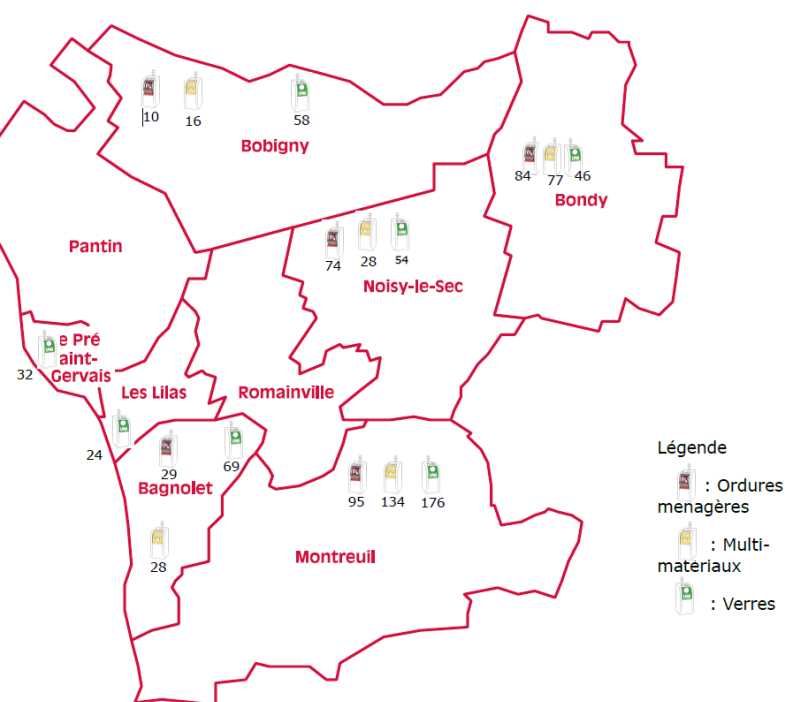 10
16
58
Bobigny
84
77
46
Bondy
Pantin
74
28
54
Noisy-le-Sec
e Pré
aint-
Gervais
32
Les Lilas
Romainville
24
29
69
Bagnolet
28
95
134
176
Montreuil
Légende
: Ordures
menagères
: Multi-
matériaux
: Verres